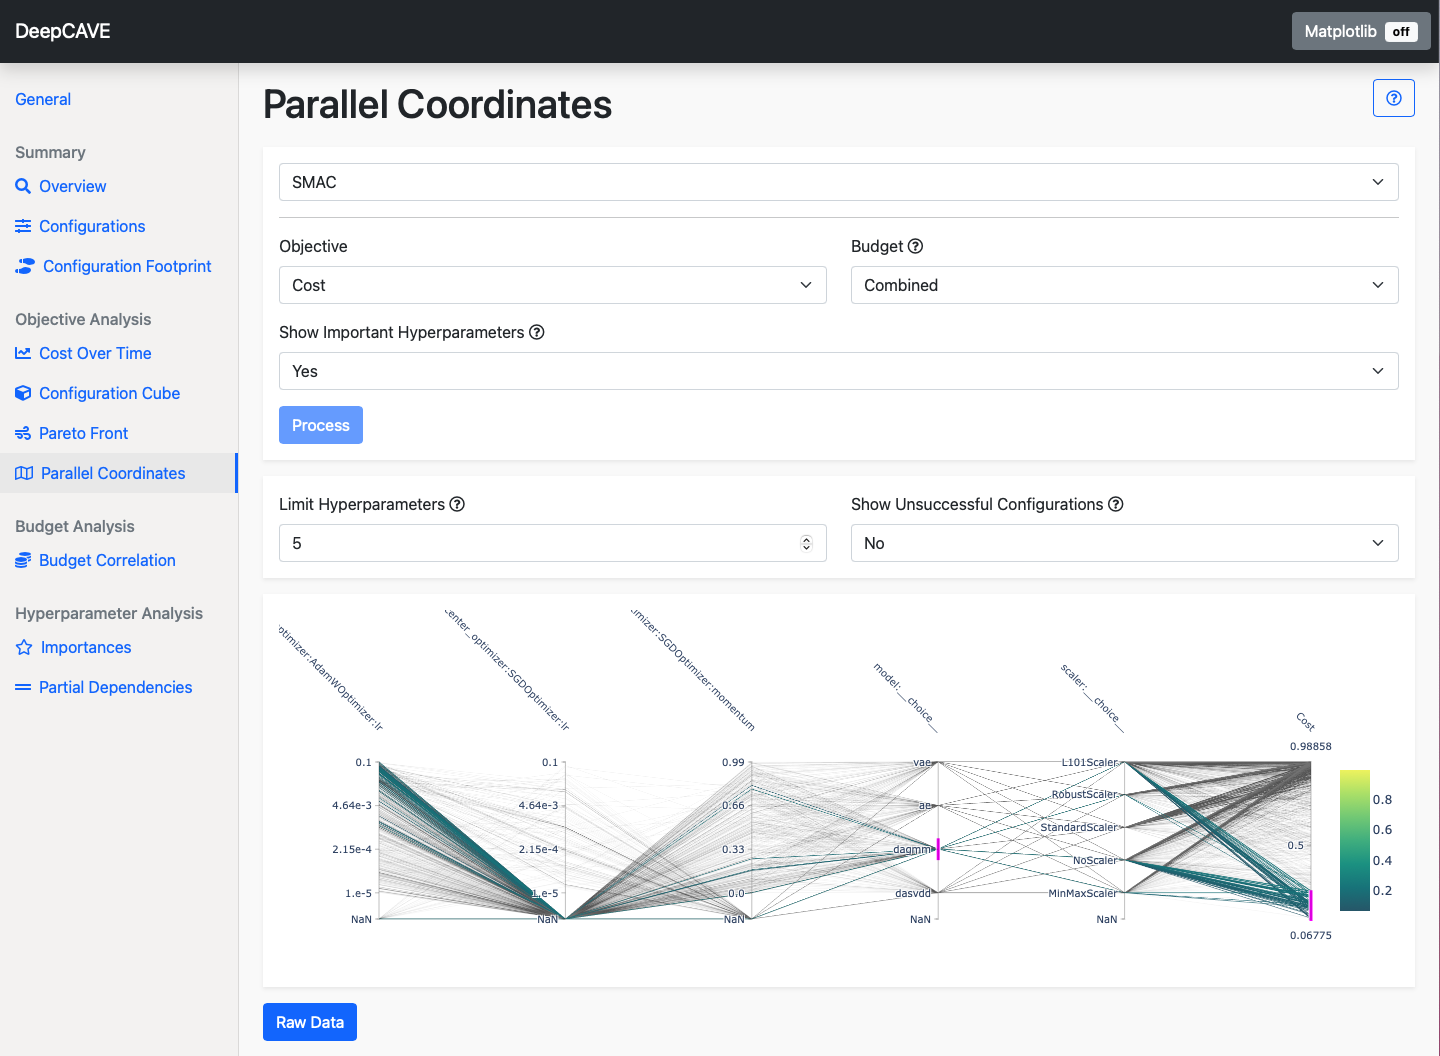 DeepCAVE
Matplotlib off
General
Summary
Overview
Configurations
Configuration Footprint
Objective Analysis
Cost Over Time
Configuration Cube
Pareto Front
Parallel Coordinates
Budget Analysis
Budget Correlation
Hyperparameter Analysis
Importances
Partial Dependencies
Parallel Coordinates
SMAC
Objective
Budget
Cost
Combined
Show Important Hyperparameters
Yes
Process
Limit Hyperparameters
Show Unsuccessful Configurations
5
No
optimizer:AdamWOptimizer:lr
center_optimizer:SGDOptimizer:lr
imizer:SGDOptimizer:momentum
model:__choice__
scaler:__choice__
Cost
0.1
4.64e-3
2.15e-4
1.e-5
NaN
0.1
4.64e-3
2.15e-4
1.e-5
NaN
0.99
0.66
0.33
0.0
NaN
vae
ae
dagmm
dasvdd
NaN
L101Scaler
RobustScaler
StandardScaler
NoScaler
MinMaxScaler
NaN
0.98858
0.5
0.06775
0.8
0.6
0.4
0.2
Raw Data